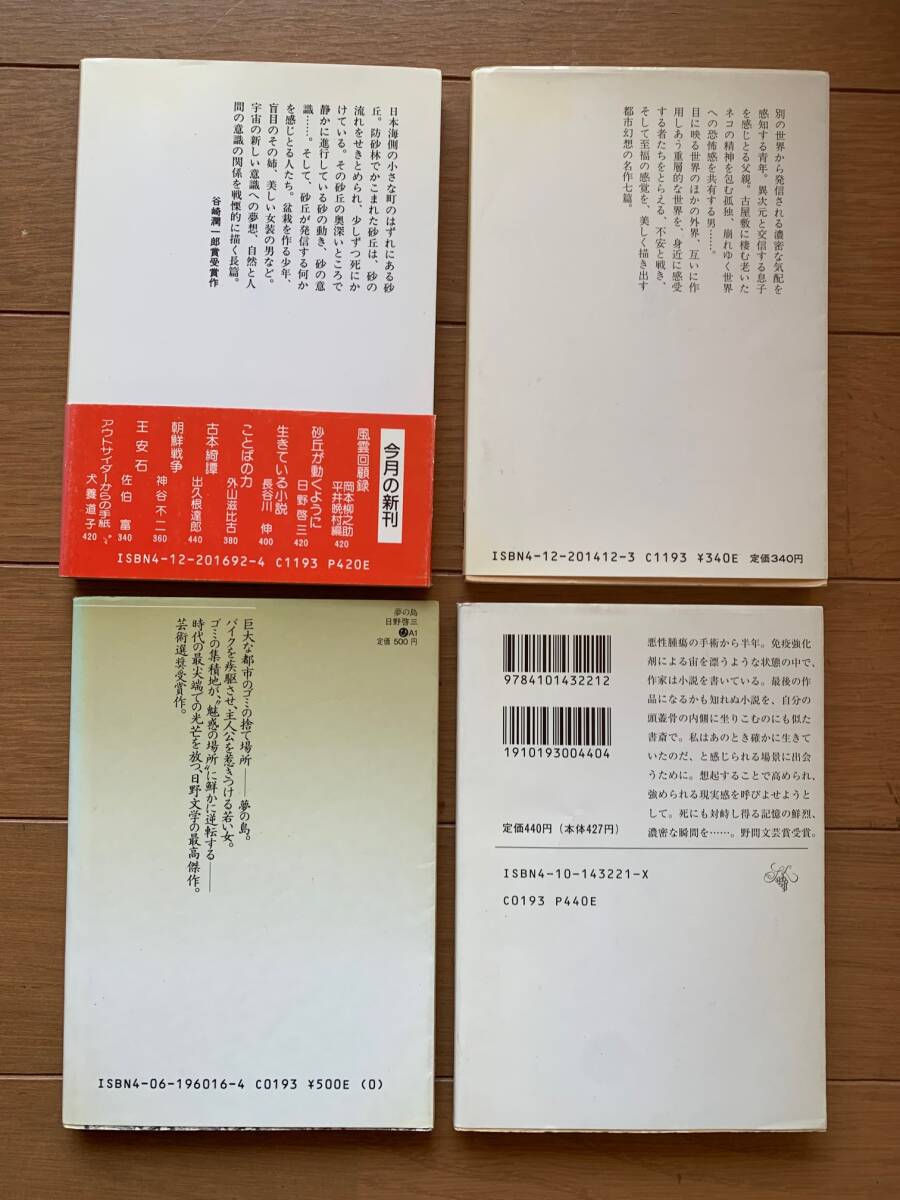 日本海側の小さな町のはずれにある砂
丘。防砂林でかこまれた砂丘は、砂の
流れをせきとめられ、少しずつ死にか
けている。その砂丘の奥深いところで
静かに進行している砂の動き、砂の意
識……。そして、砂丘が発信する何か
を感じとる人たち。盆栽を作る少年、
盲目のその姉、美しい女装の男など。
宇宙の新しい意識への夢想、自然と人
間の意識の関係を戦慄的に描く長篇。
谷崎潤一郎賞受賞作
今月の新刊
風雲回顧録 岡本柳之助 平井晩村編 420
砂丘が動くように 日野啓三 420
生きている小説 長谷川 伸 400
ことばの力 外山滋比古 380
古本綺譚 出久根達郎 440
朝鮮戦争 神谷不二 360
王安石 佐伯 富 340
アウトサイダーからの手紙 犬養道子 420
ISBN4-12-201692-4 C1193 P420E
別の世界から発信される濃密な気配を
感知する青年。異次元と交信する息子
を感じとる父親。古屋敷に棲む老いた
ネコの精神を包む孤独、崩れゆく世界
への恐怖感を共有する男……。
目に映る世界のほかの外界、互いに作
用しあう重層的な世界を、身近に感受
する者たちをとらえる、不安と戦き、
そして至福の感覚を、美しく描き出す
都市幻想の名作七篇。
ISBN4-12-201412-3 C1193 ¥340E 定価340円
夢の島
日野啓三
A1
定価 500円
巨大な都市のゴミの捨て場所――夢の島。
バイクを疾駆させ、主人公を惹きつける若い女。
ゴミの集積地が、〝魅惑の場所〟に鮮かに逆転する――
時代の最尖端での光芒を放つ、日野文学の最高傑作。
芸術選奨受賞作。
ISBN4-06-196016-4 C0193 ¥500E (0)
9784101432212
1910193004404
定価440円(本体427円)
ISBN4-10-143221-X
C0193 P440E
悪性腫瘍の手術から半年。免疫強化
剤による宙を漂うような状態の中で、
作家は小説を書いている。最後の作
品になるかも知れぬ小説を、自分の
頭蓋骨の内側に坐りこむのにも似た
書斎で。私はあのとき確かに生きて
いたのだ、と感じられる場景に出会
うために。想起することで高められ、
強められる現実感を呼びよせようと
して。死にも対峙し得る記憶の鮮烈、
濃密な瞬間を……。野間文芸賞受賞。